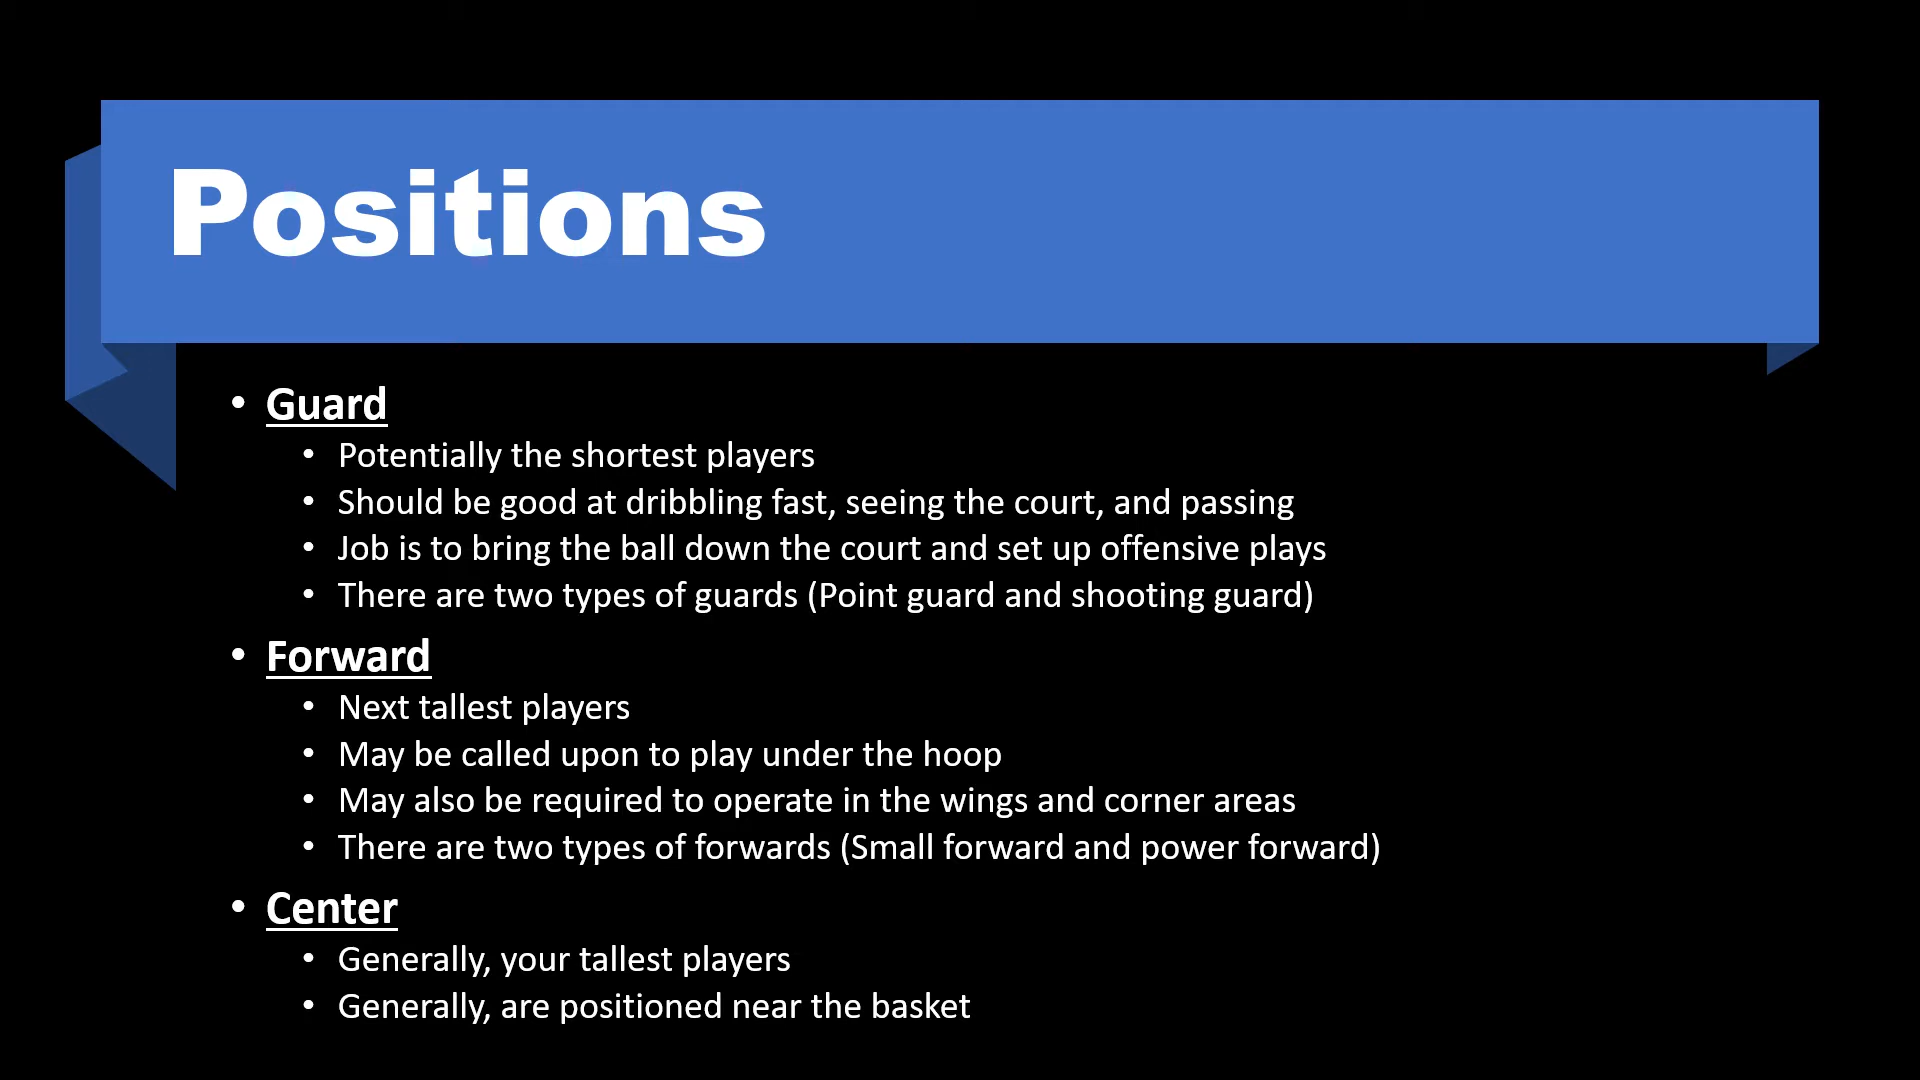 Positions
• Guard
• Potentially the shortest players
• Should be good at dribbling fast, seeing the court, and passing
• Job is to bring the ball down the court and set up offensive plays
• There are two types of guards (Point guard and shooting guard)
• Forward
• Next tallest players
• May be called upon to play under the hoop
• May also be required to operate in the wings and corner areas
• There are two types of forwards (Small forward and power forward)
• Center
• Generally, your tallest players
• Generally, are positioned near the basket